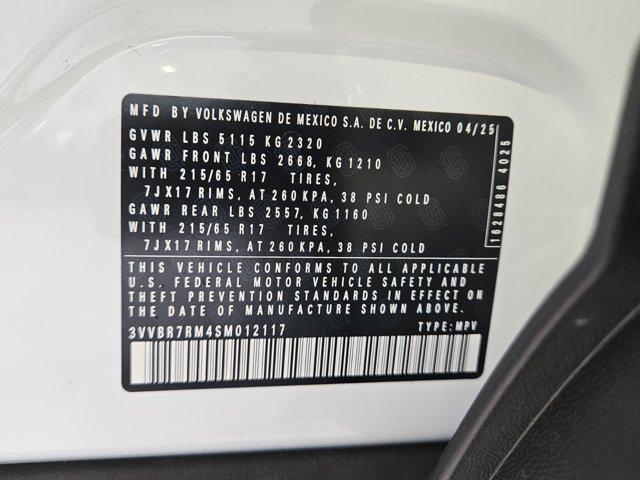 MFD BY VOLKSWAGEN DE MEXICO S.A. DE C.V. MEXICO 04/25
GVWR LBS 5115 KG 2320
GAWR FRONT LBS 2668, KG 1210
WITH 215/65 R17 TIRES,
7JX17 RIMS, AT 260 KPA, 38 PSI COLD
GAWR REAR LBS 2557, KG 1160
WITH 215/65 R17 TIRES,
7JX17 RIMS, AT 260 KPA, 38 PSI COLD
1628486 4025
THIS VEHICLE CONFORMS TO ALL APPLICABLE
U.S. FEDERAL MOTOR VEHICLE SAFETY AND
THEFT PREVENTION STANDARDS IN EFFECT ON
THE DATE OF MANUFACTURE SHOWN ABOVE.
3VVBR7RM4SM012117 TYPE: MPV